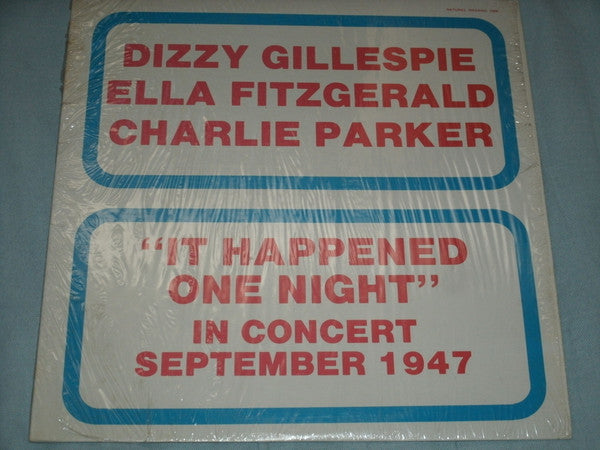 DIZZY GILLESPIE
ELLA FITZGERALD
CHARLIE PARKER
"IT HAPPENED
ONE NIGHT"
IN CONCERT
SEPTEMBER 1947